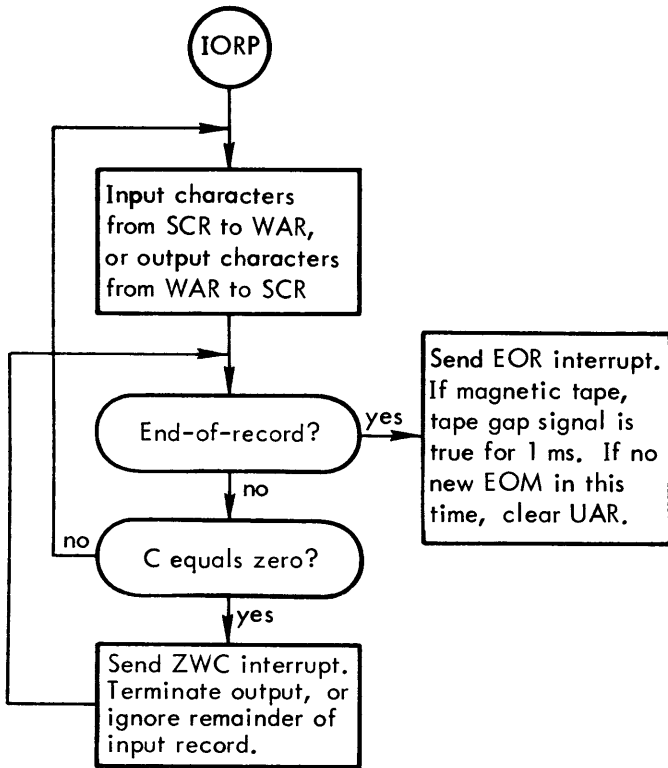 IORP
Input characters
from SCR to WAR,
or output characters
from WAR to SCR
End-of-record?
yes
Send EOR interrupt.
If magnetic tape,
tape gap signal is
true for 1 ms. If no
new EOM in this
time, clear UAR.
no
C equals zero?
no
yes
Send ZWC interrupt.
Terminate output, or
ignore remainder of
input record.